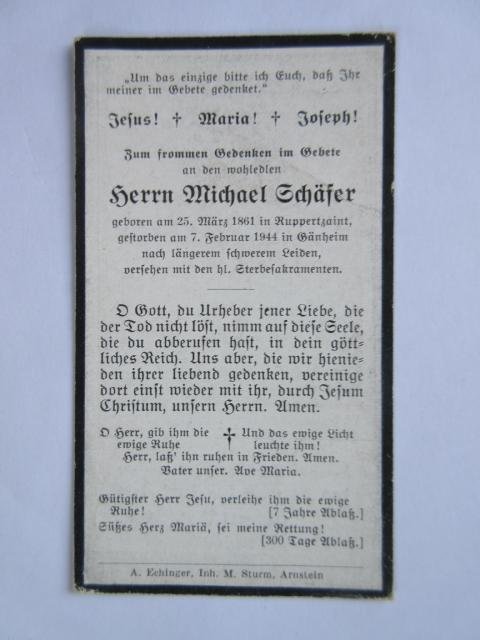 „Um das einzige bitte ich Euch, daß Ihr
meiner im Gebete gedenket.“
Jesus! † Maria! † Joseph!
Zum frommen Gedenken im Gebete
an den wohledlen
Herrn Michael Schäfer
geboren am 25. März 1861 in Ruppertzaint,
gestorben am 7. Februar 1944 in Gänheim
nach längerem schwerem Leiden,
versehen mit den hl. Sterbesakramenten.
O Gott, du Urheber jener Liebe, die
der Tod nicht löst, nimm auf diese Seele,
die du abberufen hast, in dein gött-
liches Reich. Uns aber, die wir hienie-
den ihrer liebend gedenken, vereinige
dort einst wieder mit ihr, durch Jesum
Christum, unsern Herrn. Amen.
O Herr, gib ihm die † Und das ewige Licht
ewige Ruhe leuchte ihm!
Herr, laß' ihn ruhen in Frieden. Amen.
Vater unser. Ave Maria.
Gütigster Herr Jesu, verleihe ihm die ewige
Ruhe! [7 Jahre Ablaß.]
Süßes Herz Mariä, sei meine Rettung!
[300 Tage Ablaß.]
A. Echinger, Inh. M. Sturm, Arnstein